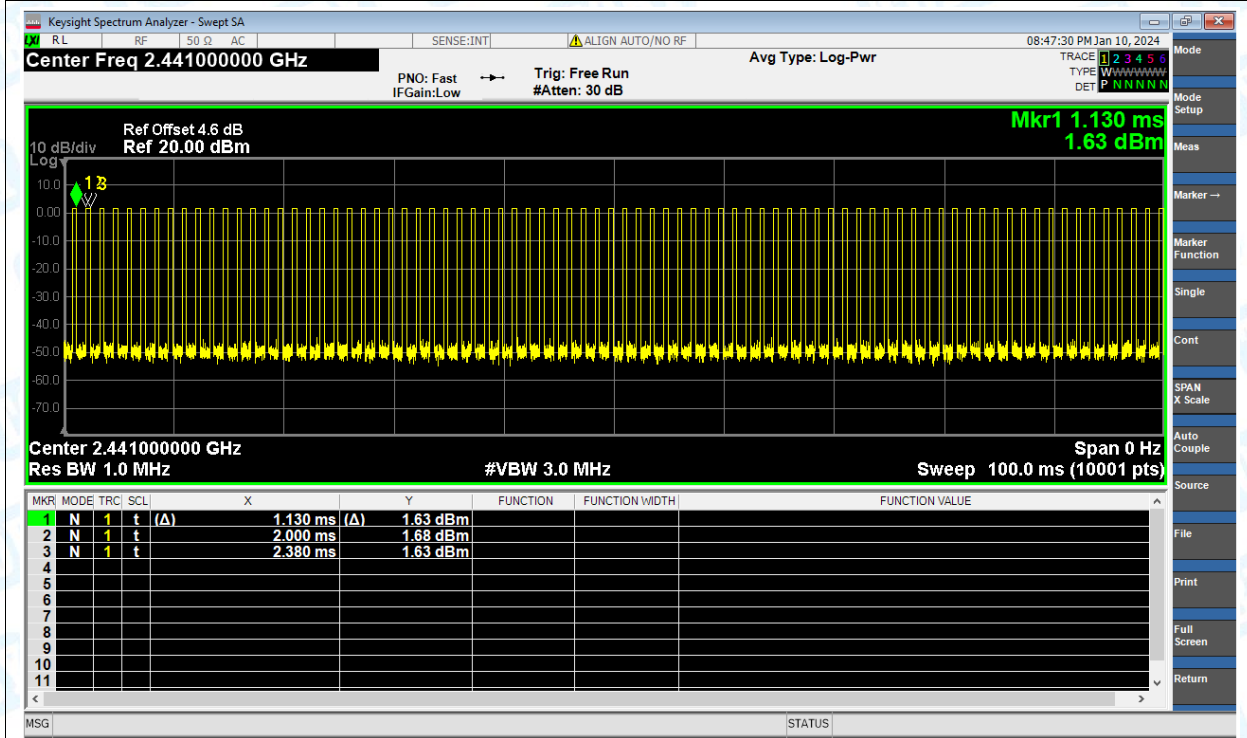 Keysight Spectrum Analyzer - Swept SA
LXI RL RF 50 Ω AC SENSE:INT ALIGN AUTO/NO RF 08:47:30 PM Jan 10, 2024
Center Freq 2.441000000 GHz
PNO: Fast
IFGain:Low
Trig: Free Run
#Atten: 30 dB
Avg Type: Log-Pwr
TRACE 1 2 3 4 5 6
TYPE WWWWWW
DET P N N N N N
Mkr1 1.130 ms
1.63 dBm
Ref Offset 4.6 dB
10 dB/div Ref 20.00 dBm
Log
10.0
0.00
-10.0
-20.0
-30.0
-40.0
-50.0
-60.0
-70.0
1 2 3
Center 2.441000000 GHz Span 0 Hz
Res BW 1.0 MHz #VBW 3.0 MHz Sweep 100.0 ms (10001 pts)
MKR MODE TRC SCL X Y FUNCTION FUNCTION WIDTH FUNCTION VALUE
1 N 1 t (Δ) 1.130 ms (Δ) 1.63 dBm
2 N 1 t 2.000 ms 1.68 dBm
3 N 1 t 2.380 ms 1.63 dBm
4
5
6
7
8
9
10
11
MSG STATUS
Mode
Mode
Setup
Meas
Marker →
Marker
Function
Single
Cont
SPAN
X Scale
Auto
Couple
Source
File
Print
Full
Screen
Return